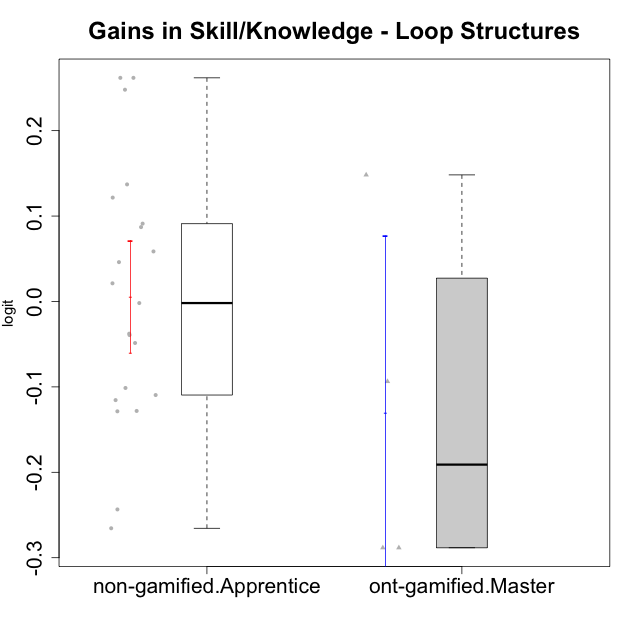 Gains in Skill/Knowledge - Loop Structures
logit
0.2
0.1
0.0
-0.1
-0.2
-0.3
non-gamified.Apprentice
ont-gamified.Master